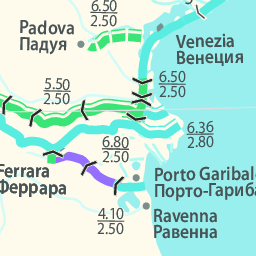 6.50
2.50
Padova
Падуя
Venezia
Венеция
6.50
2.50
5.50
2.50
6.36
2.80
6.80
2.50
Ferrara
Феррара
Porto Garibal
Порто-Гариба
4.10
2.50
Ravenna
Равенна